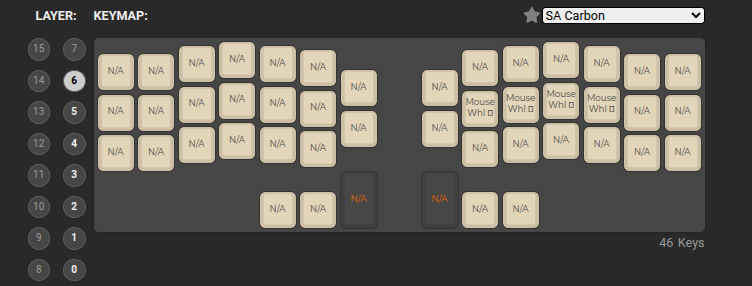 LAYER: KEYMAP: SA Carbon
15 7
14 6
13 5
12 4
11 3
10 2
9 1
8 0
N/A N/A N/A N/A N/A N/A N/A N/A N/A N/A N/A N/A N/A N/A
N/A N/A N/A N/A N/A N/A N/A N/A Mouse Whl Mouse Whl Mouse Whl Mouse Whl N/A N/A
N/A N/A N/A N/A N/A N/A N/A N/A N/A N/A N/A N/A
N/A N/A N/A N/A N/A N/A
46 Keys